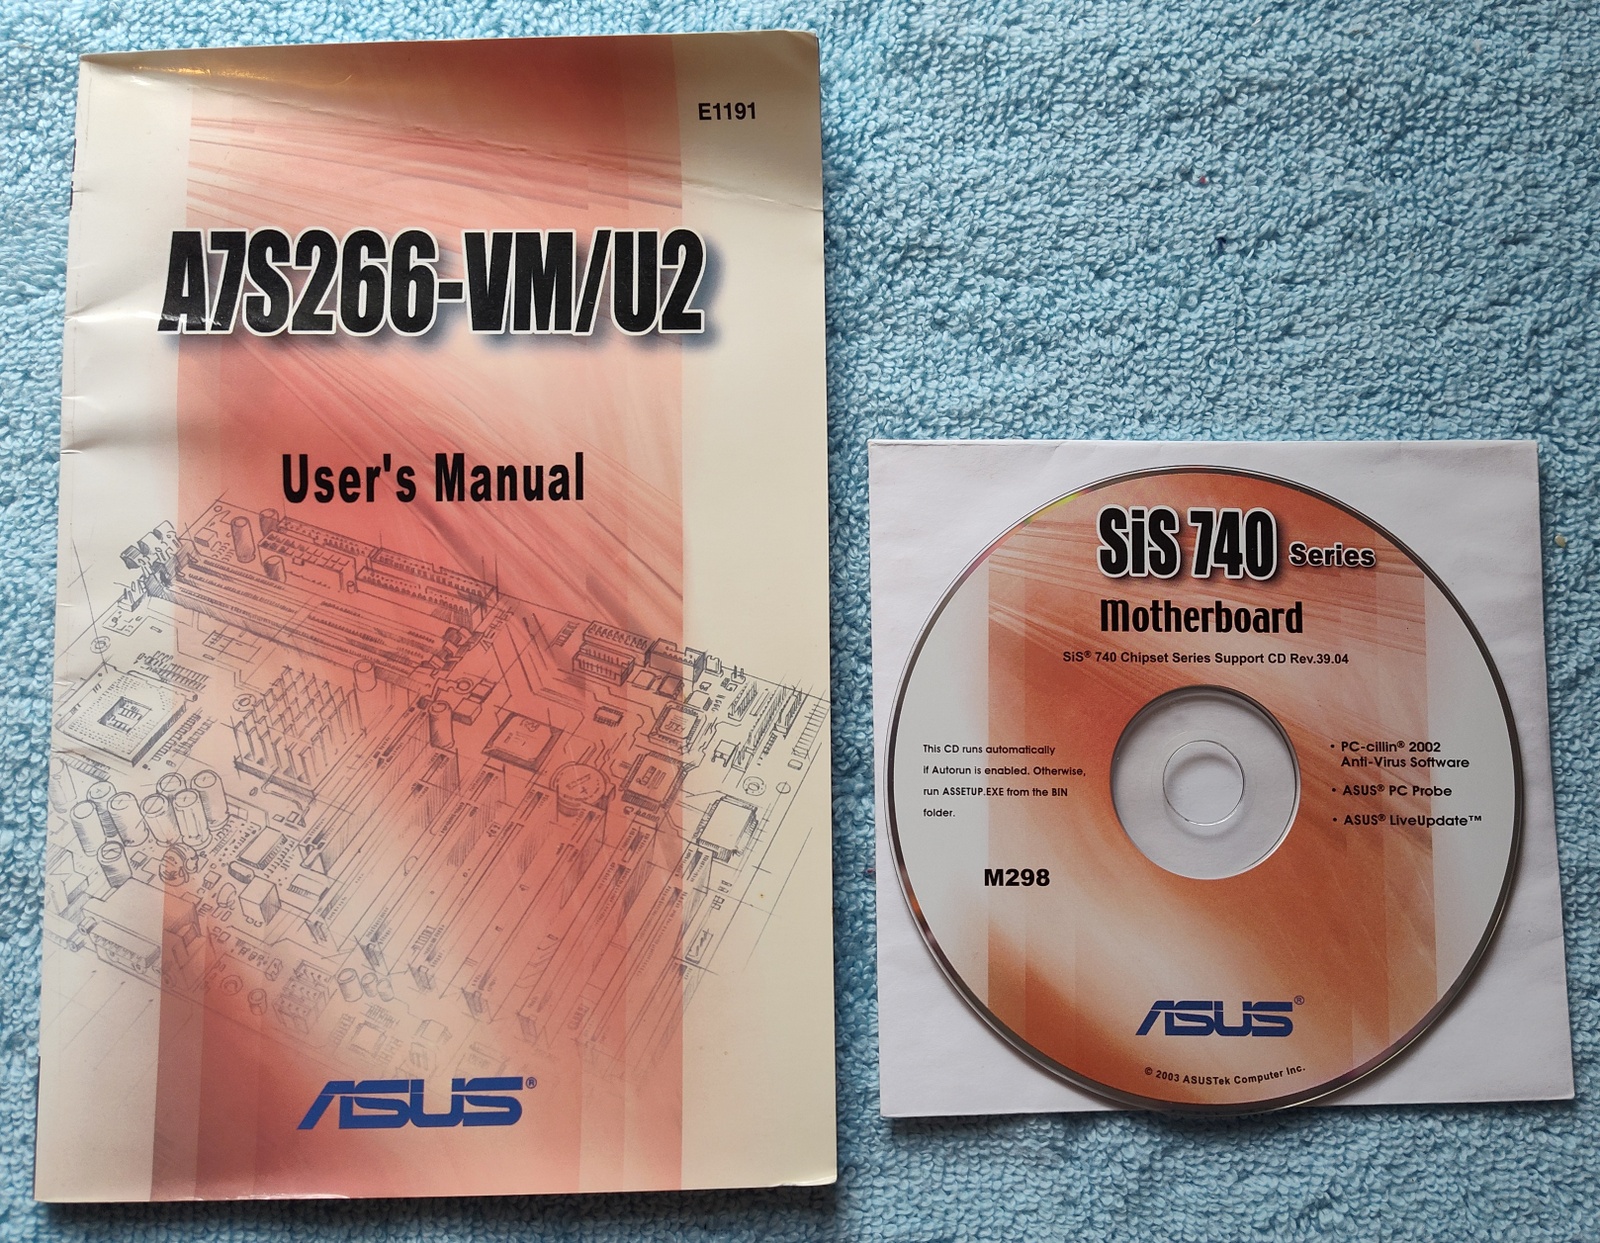 E1191
A7S266-VM/U2
User's Manual
ASUS®
SiS 740 Series
Motherboard
SiS® 740 Chipset Series Support CD Rev.39.04
This CD runs automatically
if Autorun is enabled. Otherwise,
run ASSETUP.EXE from the BIN
folder.
• PC-cillin® 2002
Anti-Virus Software
• ASUS® PC Probe
• ASUS® LiveUpdate™
M298
ASUS®
© 2003 ASUSTek Computer Inc.